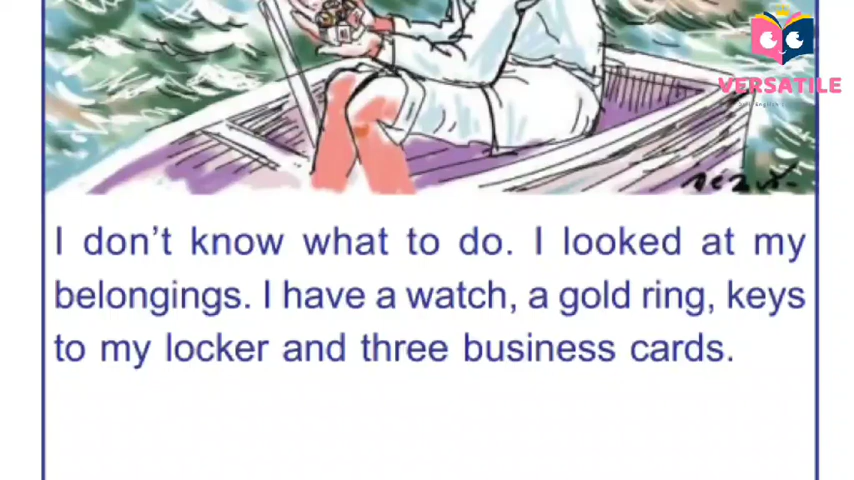 VERSATILE
I don't know what to do. I looked at my
belongings. I have a watch, a gold ring, keys
to my locker and three business cards.